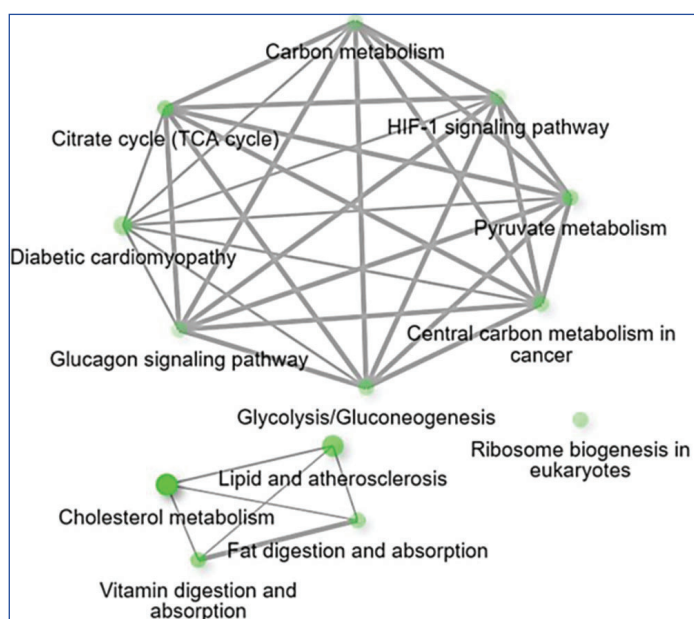 Carbon metabolism
HIF-1 signaling pathway
Citrate cycle (TCA cycle)
Pyruvate metabolism
Diabetic cardiomyopathy
Central carbon metabolism in
cancer
Glucagon signaling pathway
Glycolysis/Gluconeogenesis
Ribosome biogenesis in
eukaryotes
Lipid and atherosclerosis
Cholesterol metabolism
Fat digestion and absorption
Vitamin digestion and
absorption